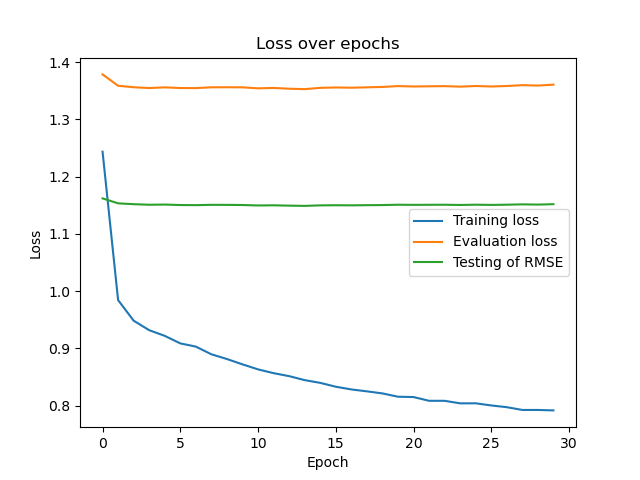 Loss over epochs
1.4
1.3
1.2
1.1
1.0
0.9
0.8
Loss
Training loss
Evaluation loss
Testing of RMSE
0 5 10 15 20 25 30
Epoch